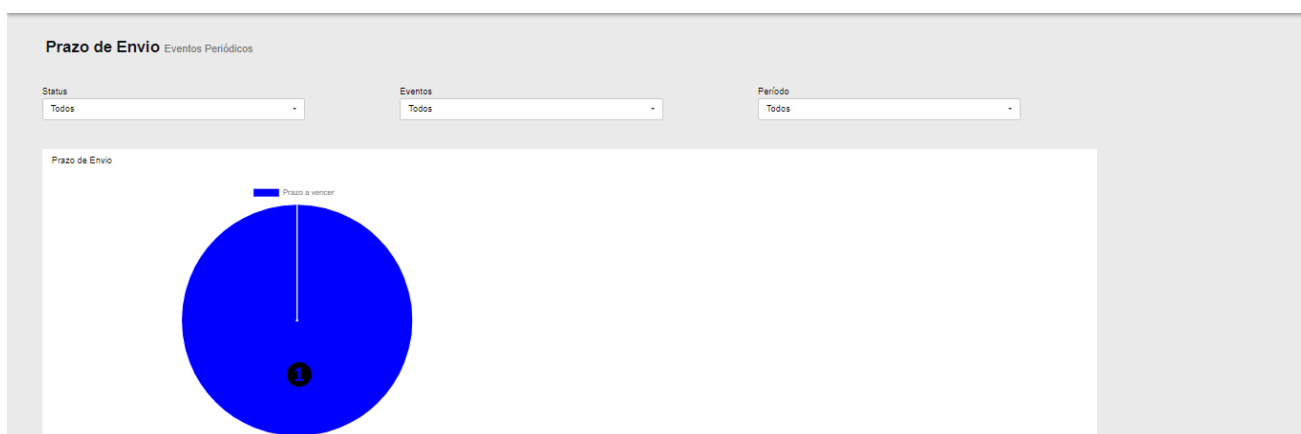 Prazo de Envio Eventos Periódicos
Status Eventos Período
Todos Todos Todos
Prazo de Envio
Prazo a vencer
1